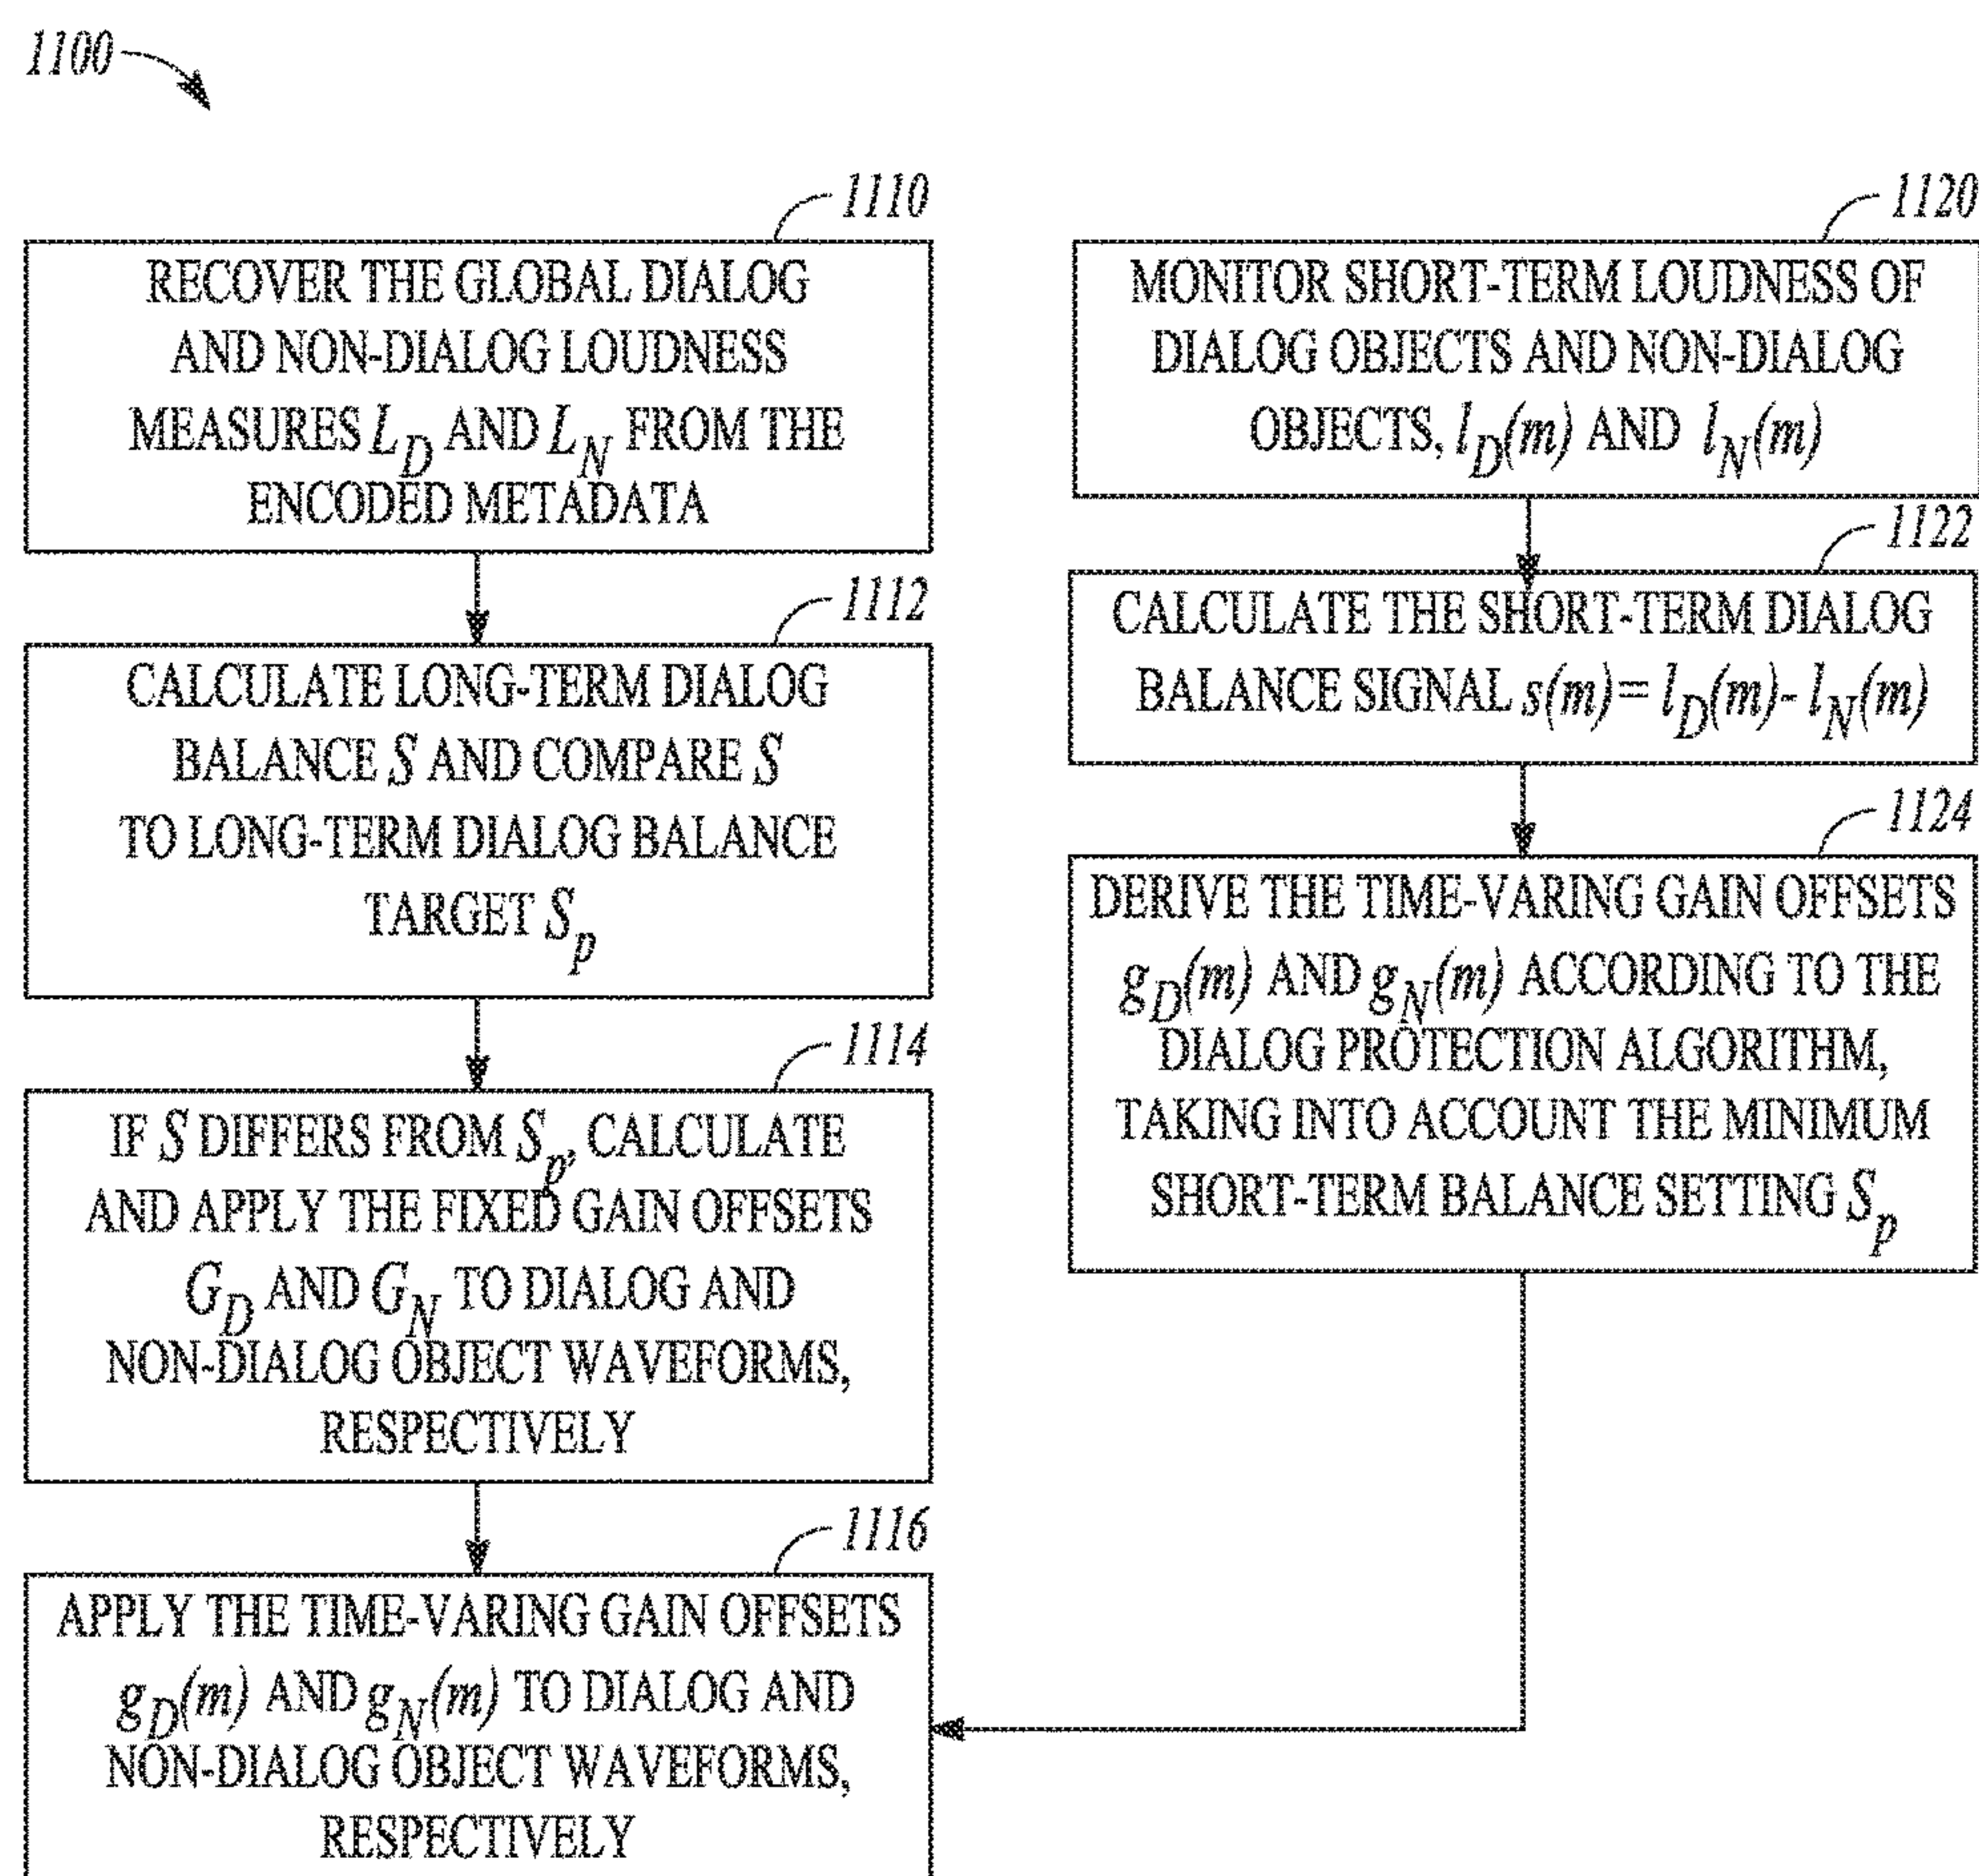 1100
1110
RECOVER THE GLOBAL DIALOG
AND NON-DIALOG LOUDNESS
MEASURES L_D AND L_N FROM THE
ENCODED METADATA
1112
CALCULATE LONG-TERM DIALOG
BALANCE S AND COMPARE S
TO LONG-TERM DIALOG BALANCE
TARGET S_p
1114
IF S DIFFERS FROM S_p, CALCULATE
AND APPLY THE FIXED GAIN OFFSETS
G_D AND G_N TO DIALOG AND
NON-DIALOG OBJECT WAVEFORMS,
RESPECTIVELY
1116
APPLY THE TIME-VARING GAIN OFFSETS
g_D(m) AND g_N(m) TO DIALOG AND
NON-DIALOG OBJECT WAVEFORMS,
RESPECTIVELY
1120
MONITOR SHORT-TERM LOUDNESS OF
DIALOG OBJECTS AND NON-DIALOG
OBJECTS, l_D(m) AND l_N(m)
1122
CALCULATE THE SHORT-TERM DIALOG
BALANCE SIGNAL s(m)= l_D(m)- l_N(m)
1124
DERIVE THE TIME-VARING GAIN OFFSETS
g_D(m) AND g_N(m) ACCORDING TO THE
DIALOG PROTECTION ALGORITHM,
TAKING INTO ACCOUNT THE MINIMUM
SHORT-TERM BALANCE SETTING S_p